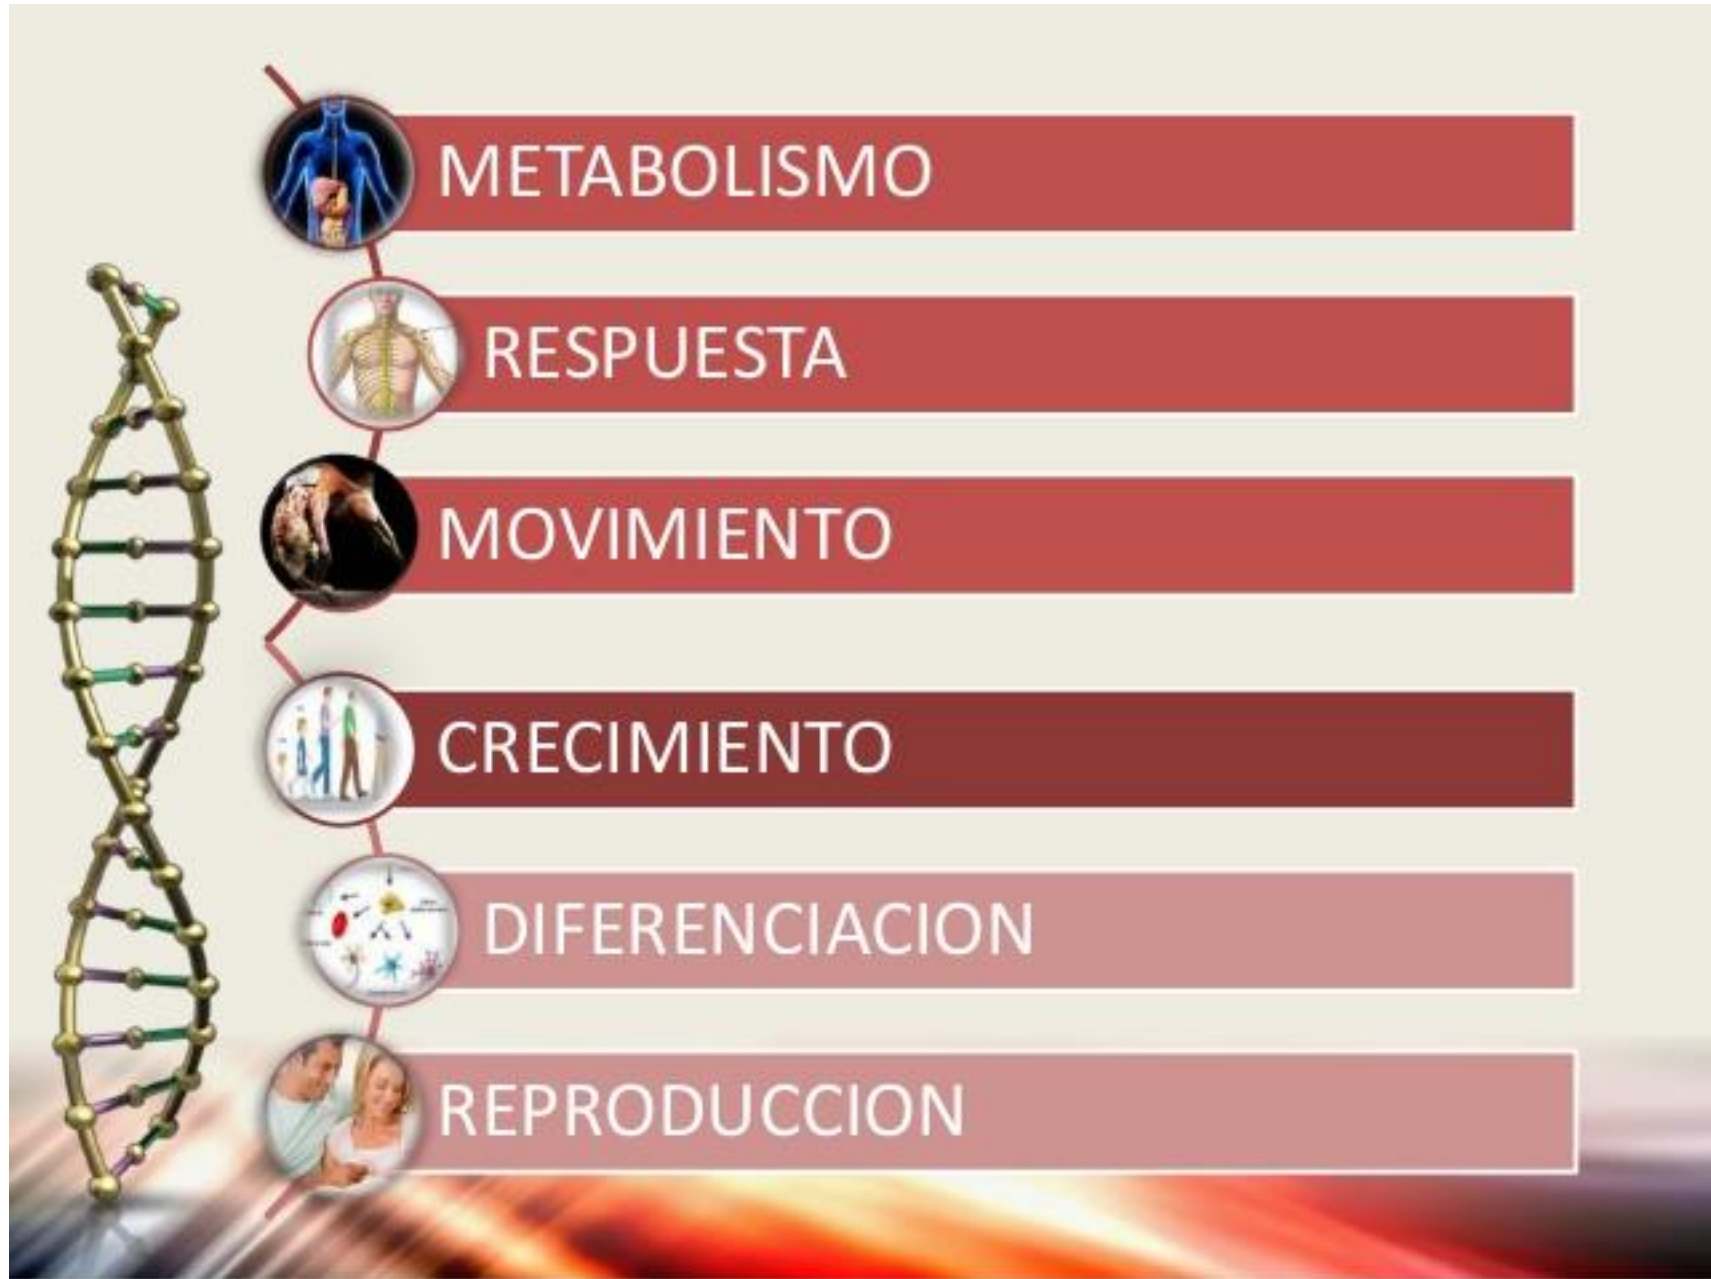 METABOLISMO
RESPUESTA
MOVIMIENTO
CRECIMIENTO
DIFERENCIACION
REPRODUCCION